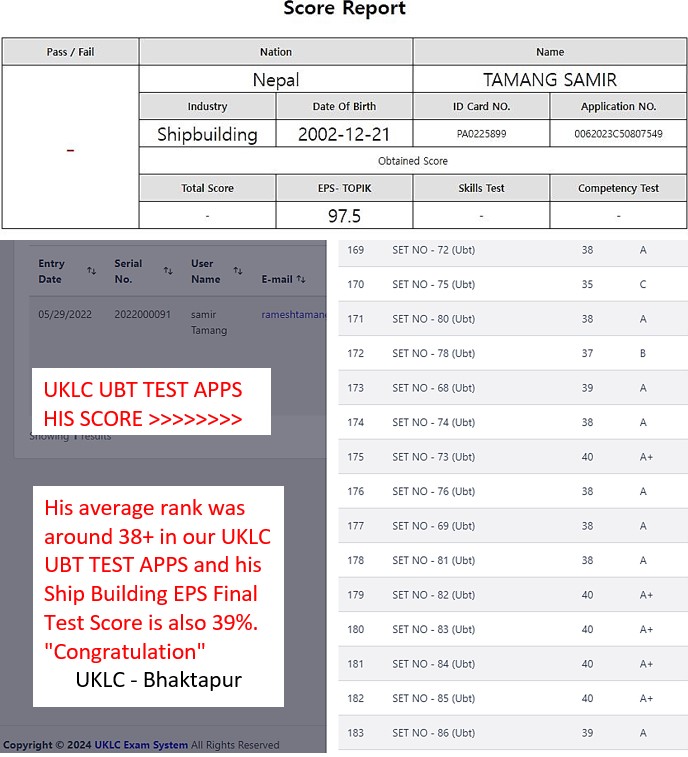 Score Report
Pass / Fail Nation Name
Nepal TAMANG SAMIR
Industry Date Of Birth ID Card NO. Application NO.
– Shipbuilding 2002-12-21 PA0225899 0062023C50807549
Obtained Score
Total Score EPS- TOPIK Skills Test Competency Test
- 97.5 - -
Entry Date Serial No. User Name E-mail
05/29/2022 2022000091 samir Tamang rameshtaman
UKLC UBT TEST APPS
HIS SCORE >>>>>>>>
Showing 1 results
His average rank was
around 38+ in our UKLC
UBT TEST APPS and his
Ship Building EPS Final
Test Score is also 39%.
"Congratulation"
UKLC - Bhaktapur
Copyright © 2024 UKLC Exam System All Rights Reserved
169 SET NO - 72 (Ubt) 38 A
170 SET NO - 75 (Ubt) 35 C
171 SET NO - 80 (Ubt) 38 A
172 SET NO - 78 (Ubt) 37 B
173 SET NO - 68 (Ubt) 39 A
174 SET NO - 74 (Ubt) 38 A
175 SET NO - 73 (Ubt) 40 A+
176 SET NO - 76 (Ubt) 38 A
177 SET NO - 69 (Ubt) 38 A
178 SET NO - 81 (Ubt) 38 A
179 SET NO - 82 (Ubt) 40 A+
180 SET NO - 83 (Ubt) 40 A+
181 SET NO - 84 (Ubt) 40 A+
182 SET NO - 85 (Ubt) 40 A+
183 SET NO - 86 (Ubt) 39 A